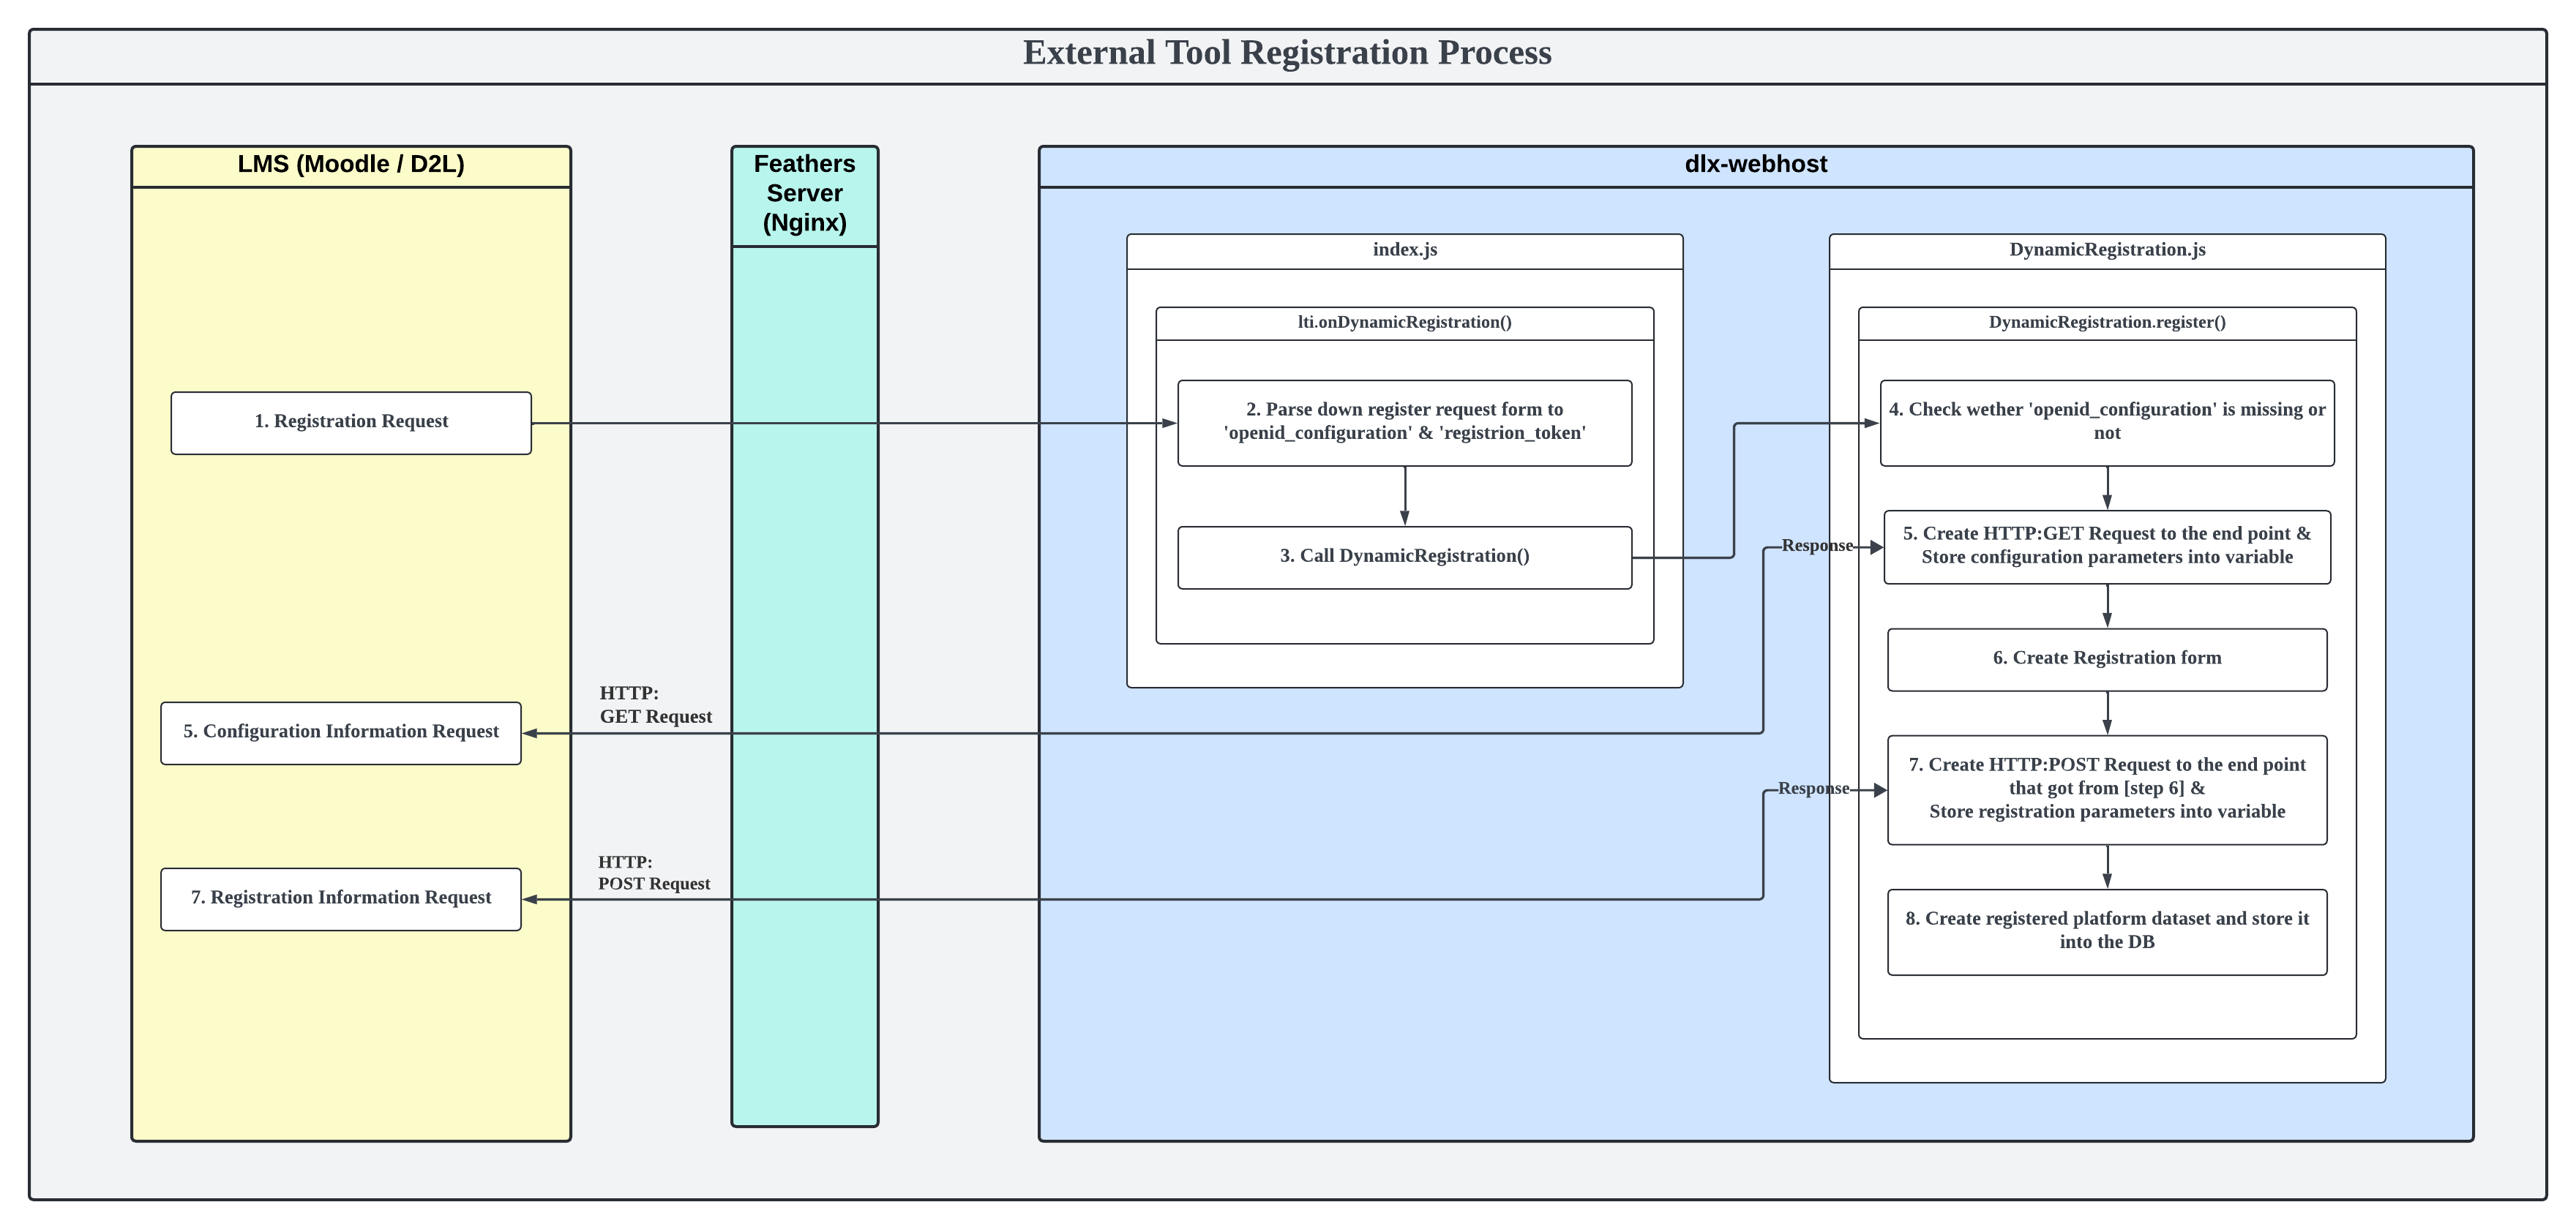 External Tool Registration Process
LMS (Moodle / D2L)
1. Registration Request
5. Configuration Information Request
7. Registration Information Request
HTTP:
GET Request
HTTP:
POST Request
Feathers
Server
(Nginx)
dlx-webhost
index.js
lti.onDynamicRegistration()
2. Parse down register request form to
'openid_configuration' & 'registrion_token'
3. Call DynamicRegistration()
DynamicRegistration.js
DynamicRegistration.register()
4. Check wether 'openid_configuration' is missing or
not
Response
5. Create HTTP:GET Request to the end point &
Store configuration parameters into variable
6. Create Registration form
Response
7. Create HTTP:POST Request to the end point
that got from [step 6] &
Store registration parameters into variable
8. Create registered platform dataset and store it
into the DB